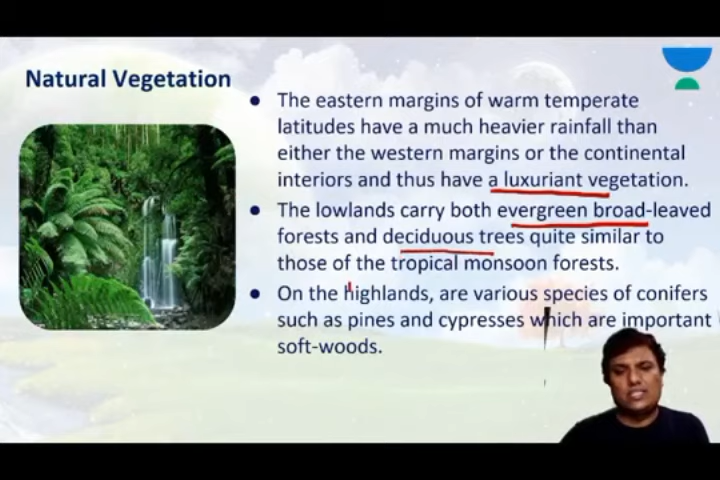 Natural Vegetation
● The eastern margins of warm temperate
latitudes have a much heavier rainfall than
either the western margins or the continental
interiors and thus have a luxuriant vegetation.
● The lowlands carry both evergreen broad-leaved
forests and deciduous trees quite similar to
those of the tropical monsoon forests.
● On the highlands, are various species of conifers
such as pines and cypresses which are important
soft-woods.